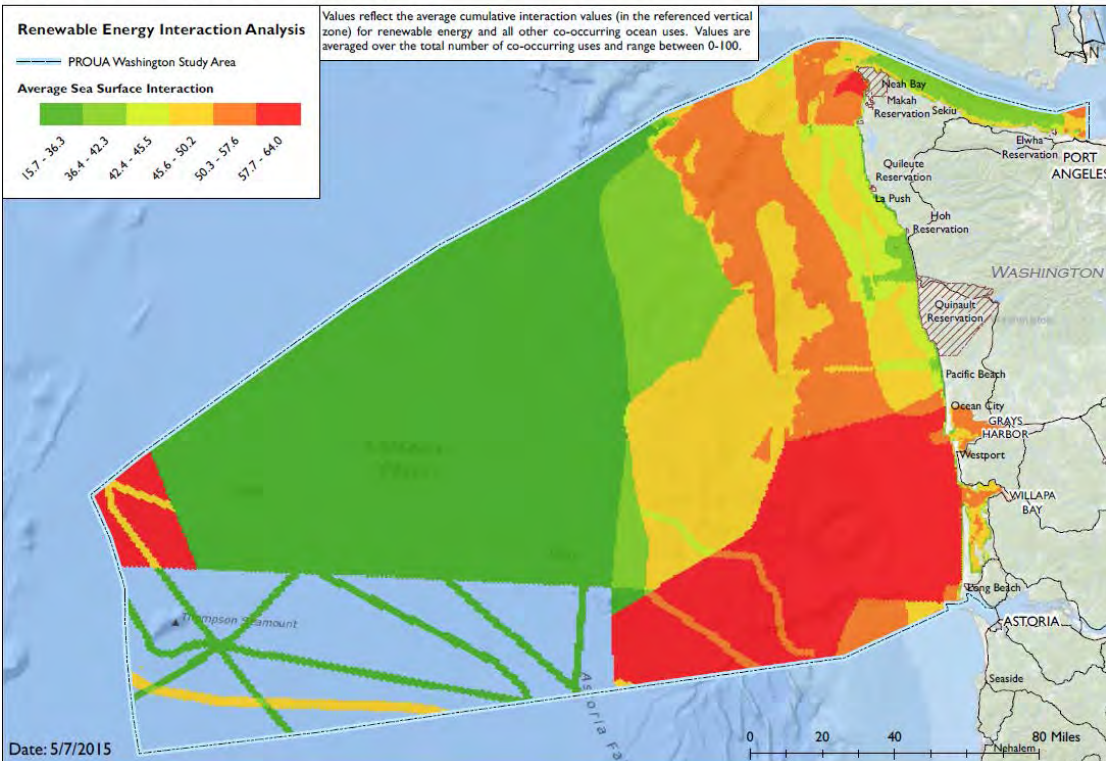 Renewable Energy Interaction Analysis
PROUA Washington Study Area
Average Sea Surface Interaction
15.7 - 36.3
36.4 - 42.3
42.4 - 45.5
45.6 - 50.2
50.3 - 57.6
57.7 - 64.0
Values reflect the average cumulative interaction values (in the referenced vertical
zone) for renewable energy and all other co-occurring ocean uses. Values are
averaged over the total number of co-occurring uses and range between 0-100.
N
Neah Bay
Makah
Reservation
Sekiu
Elwha
Reservation
PORT
ANGELES
Quileute
Reservation
La Push
Hoh
Reservation
WASHINGTON
Quinault
Reservation
Pacific Beach
Ocean City
GRAYS
HARBOR
Westport
WILLAPA
BAY
Long Beach
Thompson Seamount
ASTORIA
Astoria Fa
Seaside
Nehalem
Date: 5/7/2015
0 20 40 80 Miles